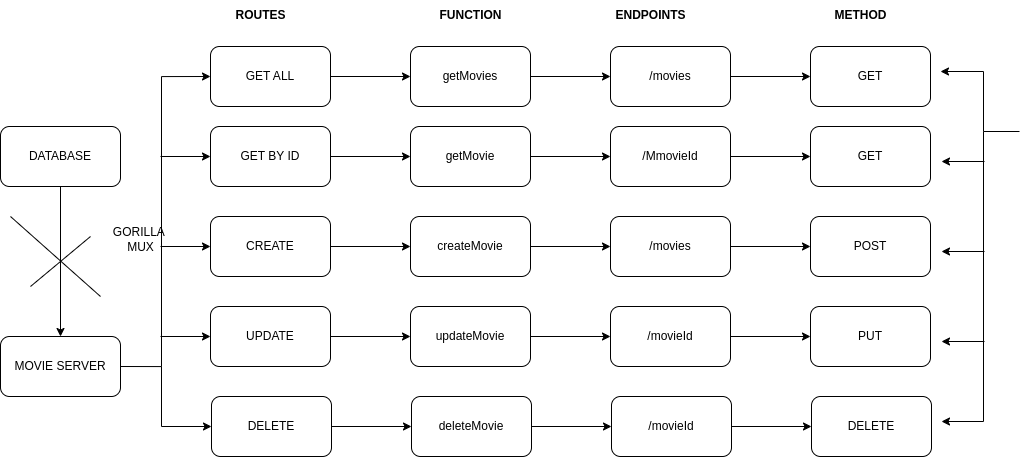 ROUTES FUNCTION ENDPOINTS METHOD
GET ALL getMovies /movies GET
DATABASE GET BY ID getMovie /MmovieId GET
GORILLA
MUX
CREATE createMovie /movies POST
UPDATE updateMovie /movieId PUT
MOVIE SERVER
DELETE deleteMovie /movieId DELETE